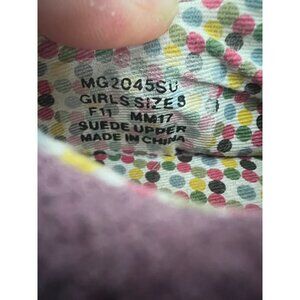 MG2045SU
GIRLS SIZE 8
F11 MM17
SUEDE UPPER
MADE IN CHINA